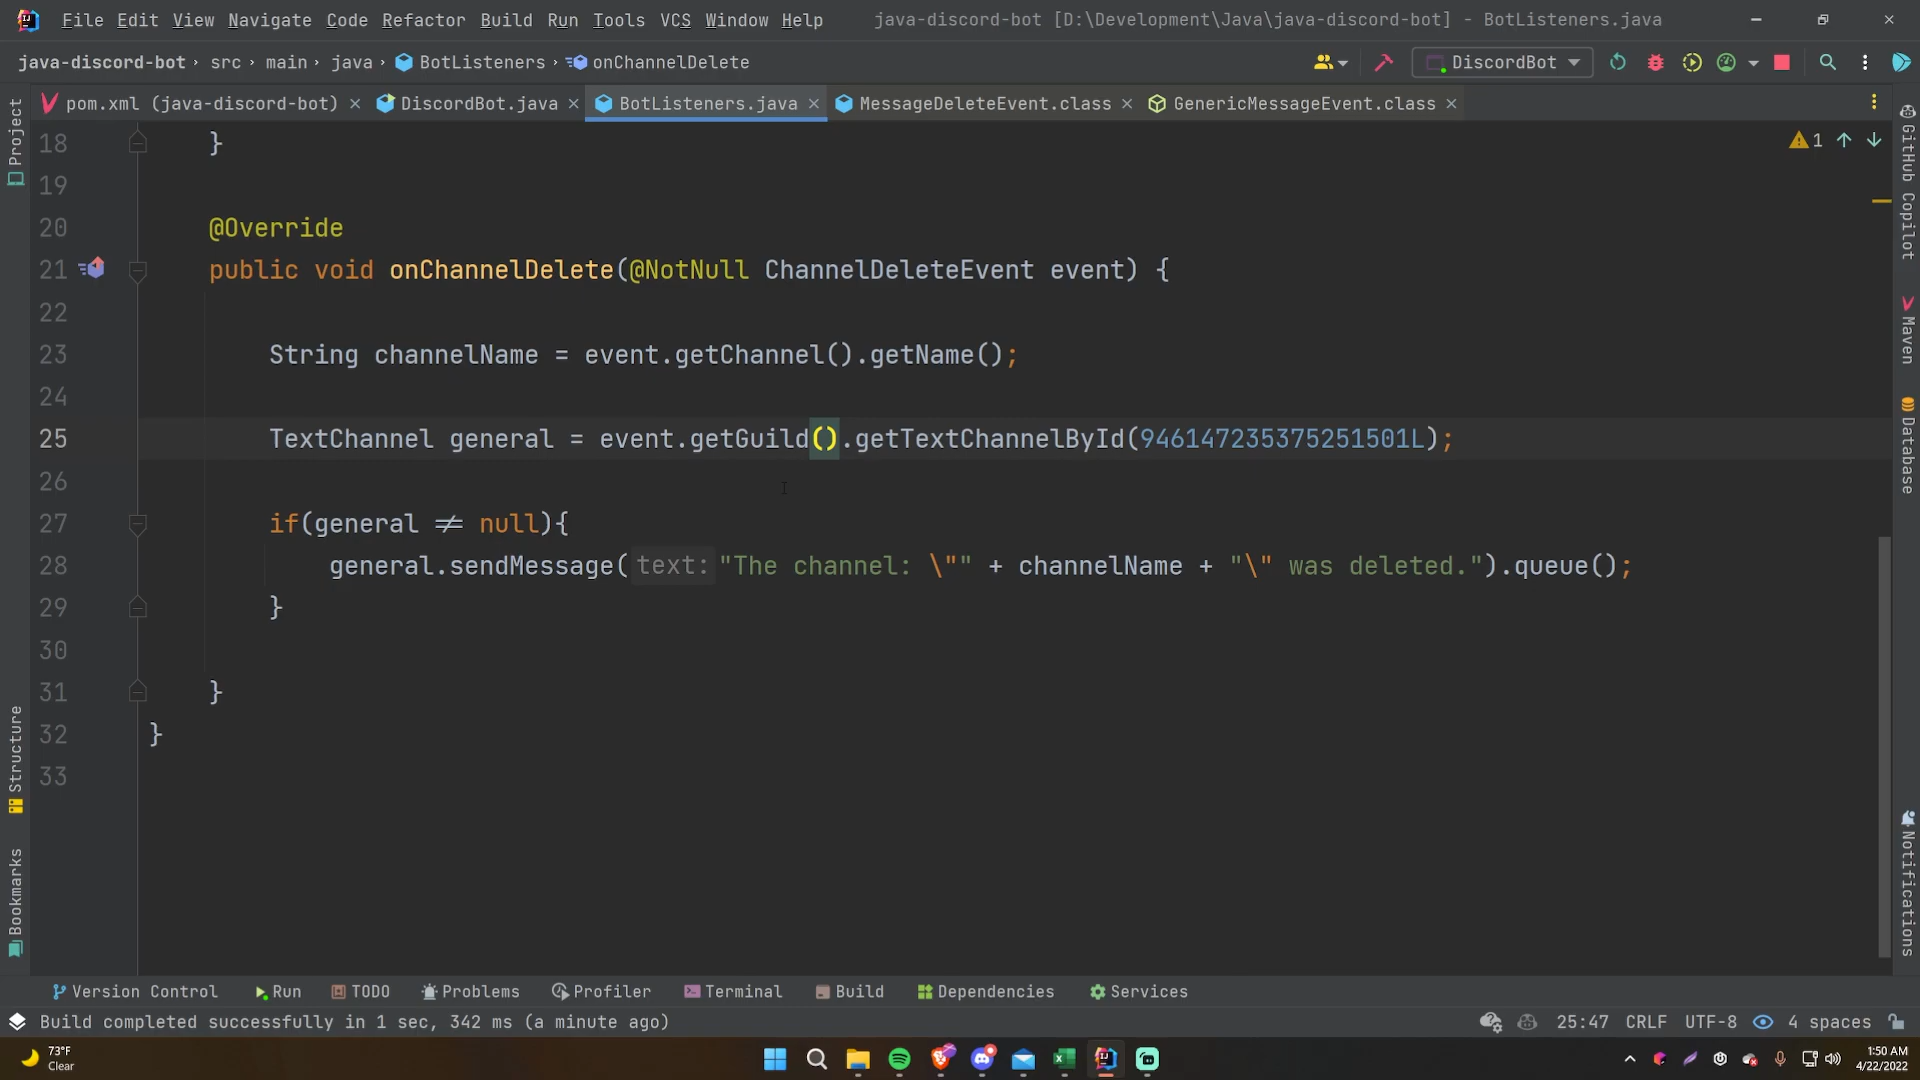 File Edit View Navigate Code Refactor Build Run Tools VCS Window Help java-discord-bot [D:\Development\Java\java-discord-bot] - BotListeners.java
java-discord-bot › src › main › java › BotListeners › onChannelDelete DiscordBot
pom.xml (java-discord-bot) DiscordBot.java BotListeners.java MessageDeleteEvent.class GenericMessageEvent.class
Project
Structure
Bookmarks
18 }
1
19
20 @Override
21 public void onChannelDelete(@NotNull ChannelDeleteEvent event) {
22
23 String channelName = event.getChannel().getName();
24
25 TextChannel general = event.getGuild().getTextChannelById(946147235375251501L);
26
27 if(general ≠ null){
28 general.sendMessage( text: "The channel: \"" + channelName + "\" was deleted.").queue();
29 }
30
31 }
32 }
33
GitHub Copilot
Maven
Database
Notifications
Version Control Run TODO Problems Profiler Terminal Build Dependencies Services
Build completed successfully in 1 sec, 342 ms (a minute ago) 25:47 CRLF UTF-8 4 spaces
73°F
Clear
1:50 AM
4/22/2022